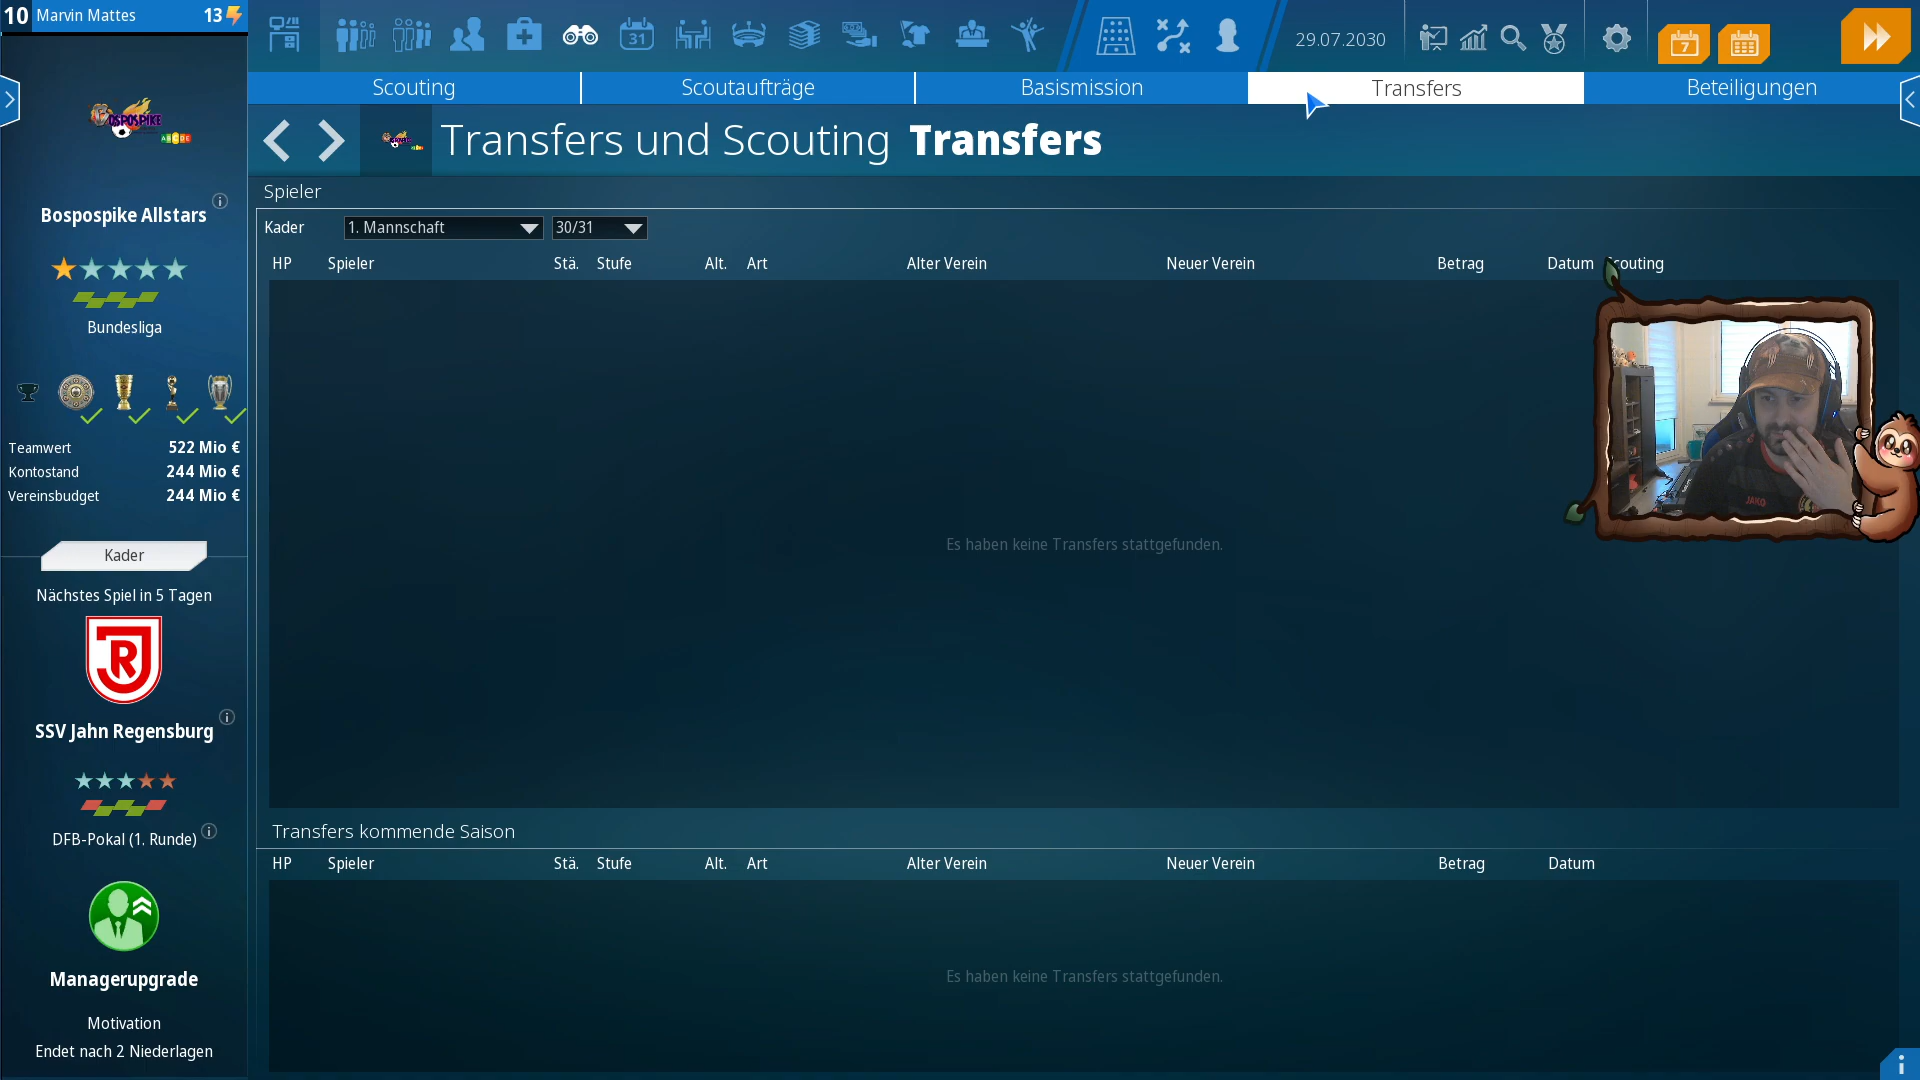 10 Marvin Mattes 13
31
29.07.2030
7
Scouting Scoutaufträge Basismission Transfers Beteiligungen
Transfers und Scouting Transfers
Bospospike Allstars
Bundesliga
Teamwert 522 Mio €
Kontostand 244 Mio €
Vereinsbudget 244 Mio €
Kader
Nächstes Spiel in 5 Tagen
SSV Jahn Regensburg
DFB-Pokal (1. Runde)
Managerupgrade
Motivation
Endet nach 2 Niederlagen
Spieler
Kader 1. Mannschaft 30/31
HP Spieler Stä. Stufe Alt. Art Alter Verein Neuer Verein Betrag Datum Scouting
JAKO
Es haben keine Transfers stattgefunden.
Transfers kommende Saison
HP Spieler Stä. Stufe Alt. Art Alter Verein Neuer Verein Betrag Datum
Es haben keine Transfers stattgefunden.